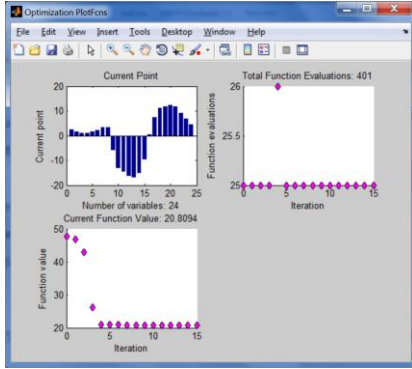 Optimization PlotFcns
File Edit View Insert Tools Desktop Window Help
Current Point
20
10
0
-10
-20
Current point
0 5 10 15 20 25
Number of variables: 24
Total Function Evaluations: 401
26
25.5
25
Function evaluations
0 5 10 15
Iteration
Current Function Value: 20.8094
50
40
30
20
Function value
0 5 10 15
Iteration